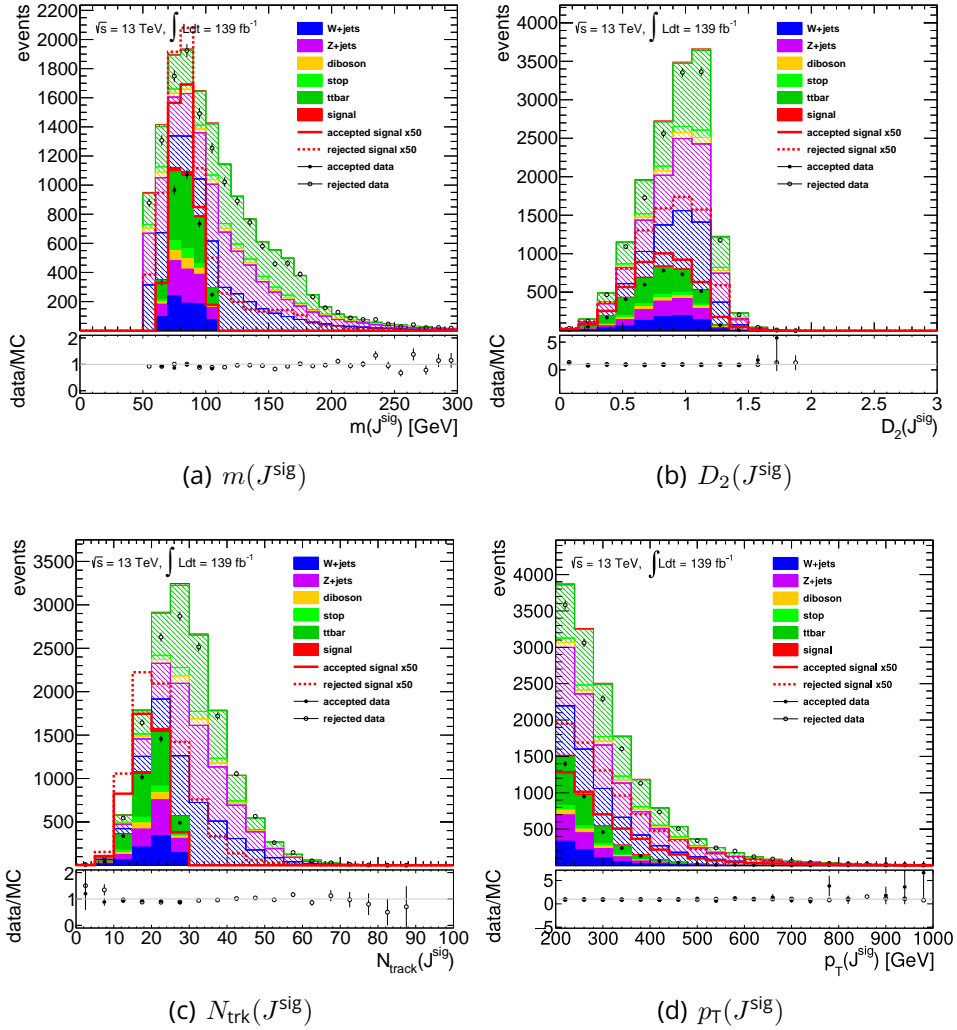 √s = 13 TeV, ∫ Ldt = 139 fb⁻¹
events
2200
2000
1800
1600
1400
1200
1000
800
600
400
200
W+jets
Z+jets
diboson
stop
ttbar
signal
accepted signal x50
rejected signal x50
accepted data
rejected data
data/MC
2
1
0
0 50 100 150 200 250 300
m(J^sig) [GeV]
(a) m(J^sig)
√s = 13 TeV, ∫ Ldt = 139 fb⁻¹
events
4000
3500
3000
2500
2000
1500
1000
500
W+jets
Z+jets
diboson
stop
ttbar
signal
accepted signal x50
rejected signal x50
accepted data
rejected data
data/MC
5
0
0 0.5 1 1.5 2 2.5 3
D_2(J^sig)
(b) D_2(J^sig)
√s = 13 TeV, ∫ Ldt = 139 fb⁻¹
events
3500
3000
2500
2000
1500
1000
500
W+jets
Z+jets
diboson
stop
ttbar
signal
accepted signal x50
rejected signal x50
accepted data
rejected data
data/MC
2
1
0
0 10 20 30 40 50 60 70 80 90 100
N_track(J^sig)
(c) N_trk(J^sig)
√s = 13 TeV, ∫ Ldt = 139 fb⁻¹
events
4000
3500
3000
2500
2000
1500
1000
500
W+jets
Z+jets
diboson
stop
ttbar
signal
accepted signal x50
rejected signal x50
accepted data
rejected data
data/MC
5
0
−5
200 300 400 500 600 700 800 900 1000
p_T(J^sig) [GeV]
(d) p_T(J^sig)